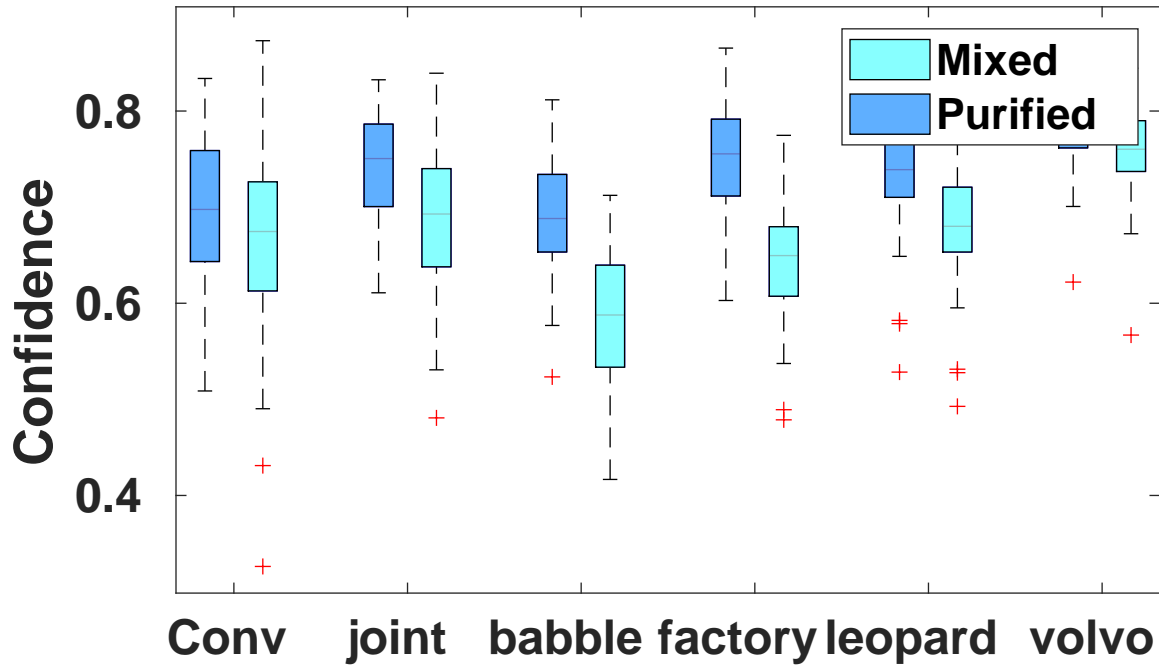 Mixed
Purified
0.8
0.6
0.4
Confidence
Conv joint babble factory leopard volvo